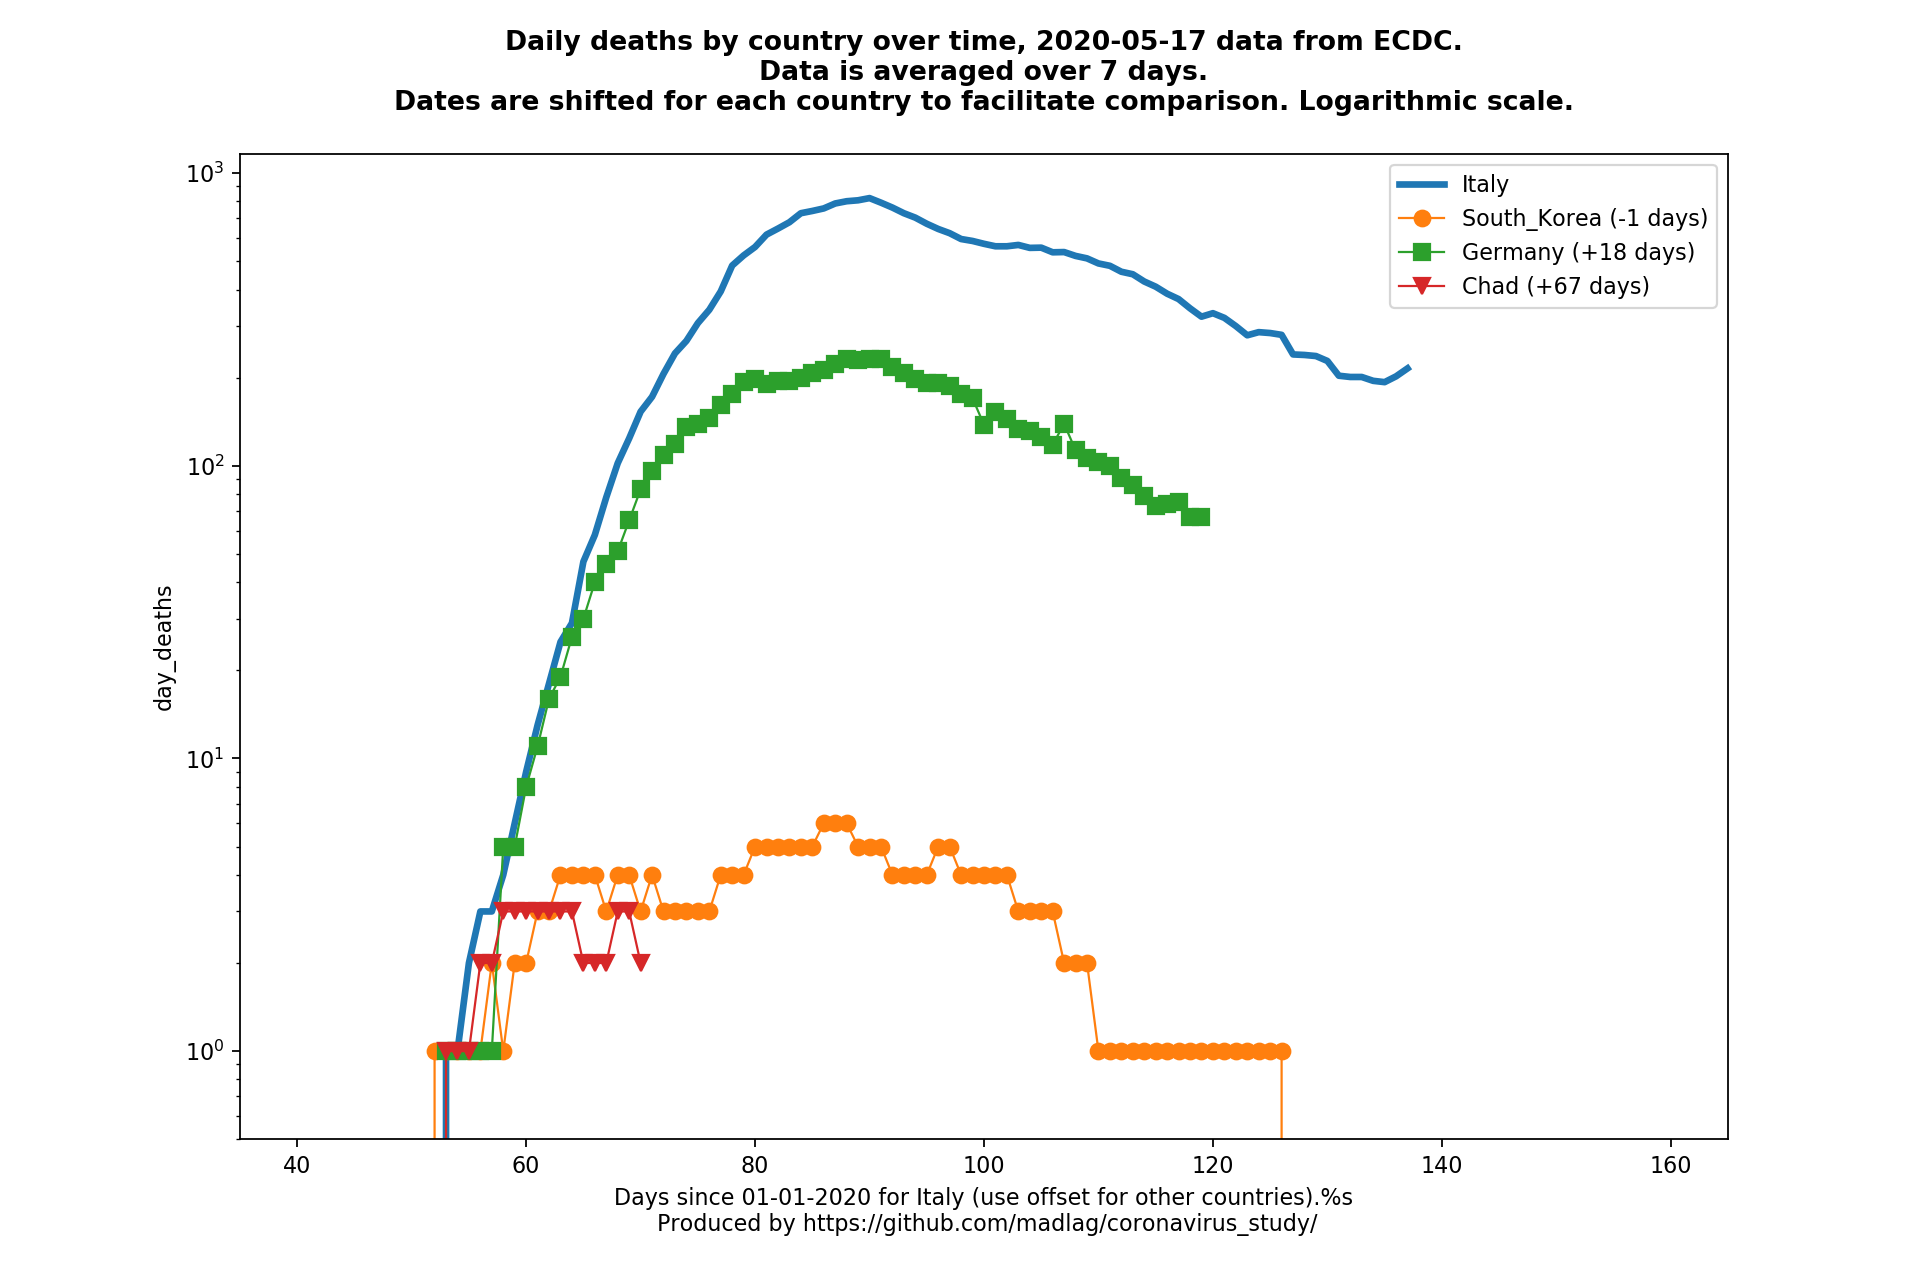 Daily deaths by country over time, 2020-05-17 data from ECDC.
Data is averaged over 7 days.
Dates are shifted for each country to facilitate comparison. Logarithmic scale.
Italy
South_Korea (-1 days)
Germany (+18 days)
Chad (+67 days)
10³
10²
10¹
10⁰
day_deaths
40 60 80 100 120 140 160
Days since 01-01-2020 for Italy (use offset for other countries).%s
Produced by https://github.com/madlag/coronavirus_study/